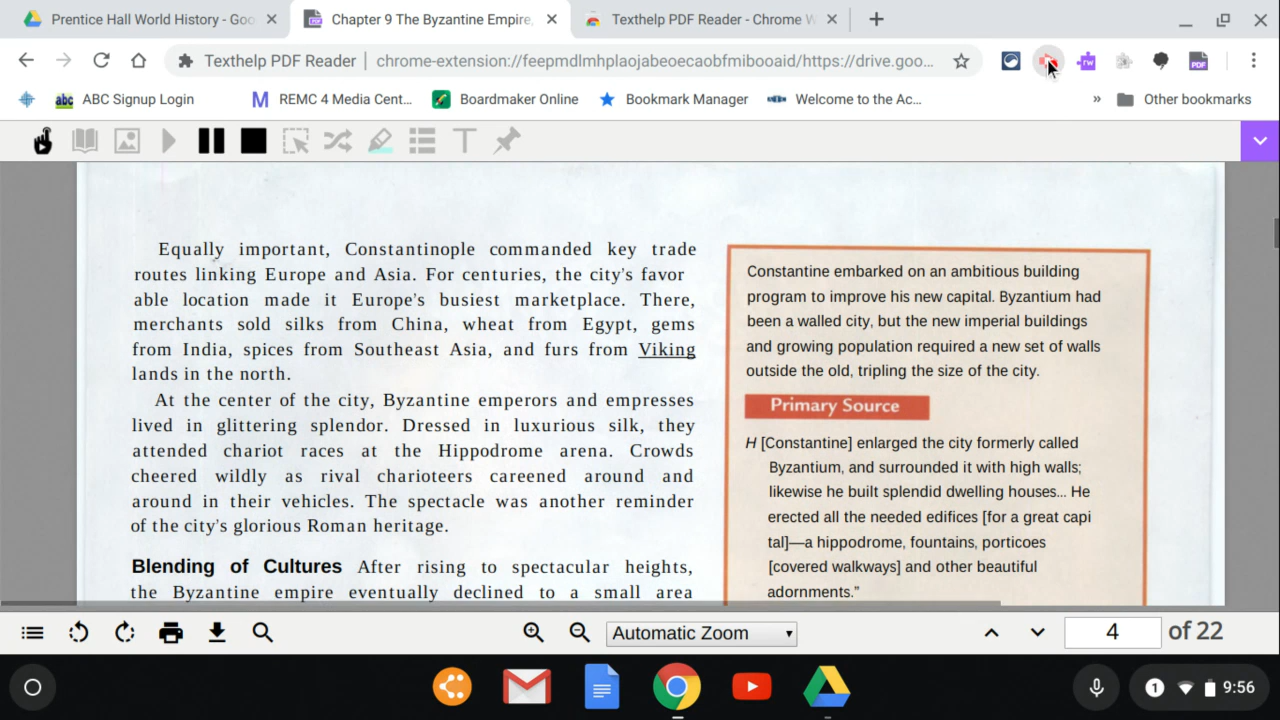 Prentice Hall World History - Goo
Chapter 9 The Byzantine Empire,
Texthelp PDF Reader - Chrome W
Texthelp PDF Reader
chrome-extension://feepmdlmhplaojabeoecaobfmibooaid/https://drive.goo...
rw
PDF
abc ABC Signup Login
M REMC 4 Media Cent...
Boardmaker Online
Bookmark Manager
Welcome to the Ac...
» Other bookmarks
T
Equally important, Constantinople commanded key trade
routes linking Europe and Asia. For centuries, the city's favor
able location made it Europe's busiest marketplace. There,
merchants sold silks from China, wheat from Egypt, gems
from India, spices from Southeast Asia, and furs from Viking
lands in the north.
At the center of the city, Byzantine emperors and empresses
lived in glittering splendor. Dressed in luxurious silk, they
attended chariot races at the Hippodrome arena. Crowds
cheered wildly as rival charioteers careened around and
around in their vehicles. The spectacle was another reminder
of the city's glorious Roman heritage.
Blending of Cultures After rising to spectacular heights,
the Byzantine empire eventually declined to a small area
Constantine embarked on an ambitious building
program to improve his new capital. Byzantium had
been a walled city, but the new imperial buildings
and growing population required a new set of walls
outside the old, tripling the size of the city.
Primary Source
H [Constantine] enlarged the city formerly called
Byzantium, and surrounded it with high walls;
likewise he built splendid dwelling houses... He
erected all the needed edifices [for a great capi
tal]—a hippodrome, fountains, porticoes
[covered walkways] and other beautiful
adornments.”
Automatic Zoom
4 of 22
1 9:56